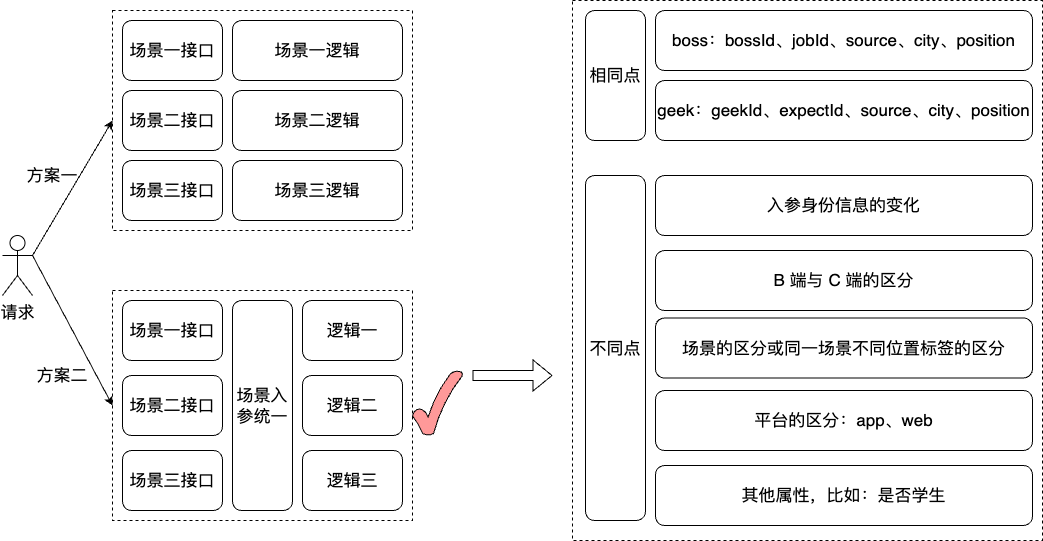 场景一接口
场景一逻辑
场景二接口
场景二逻辑
场景三接口
场景三逻辑
方案一
请求
方案二
场景一接口
场景二接口
场景三接口
场景入
参统一
逻辑一
逻辑二
逻辑三
相同点
boss：bossId、jobId、source、city、position
geek：geekId、expectId、source、city、position
不同点
入参身份信息的变化
B 端与 C 端的区分
场景的区分或同一场景不同位置标签的区分
平台的区分：app、web
其他属性，比如：是否学生